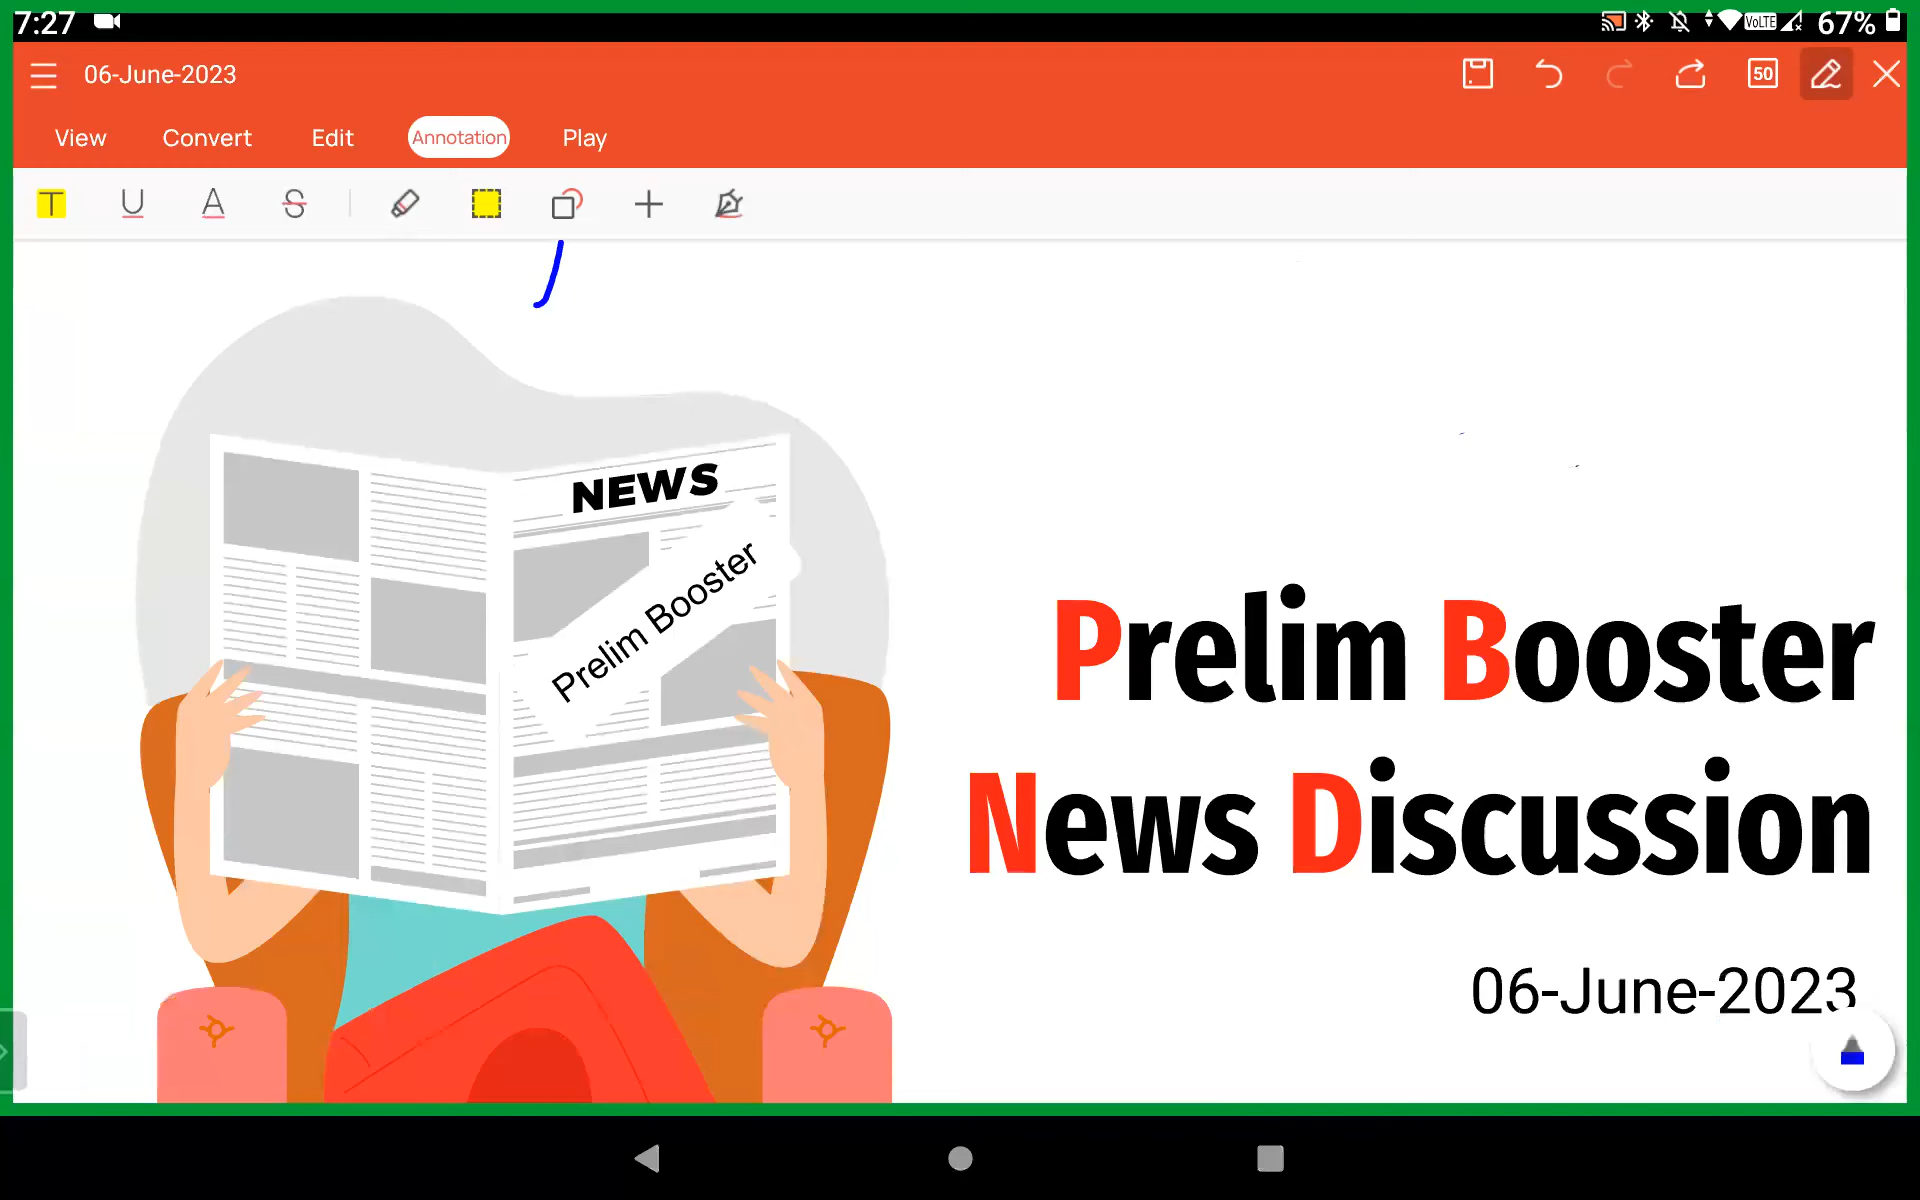 7:27
VoLTE
67%
06-June-2023
50
View Convert Edit Annotation Play
T U A S
NEWS
Prelim Booster
Prelim Booster
News Discussion
06-June-2023